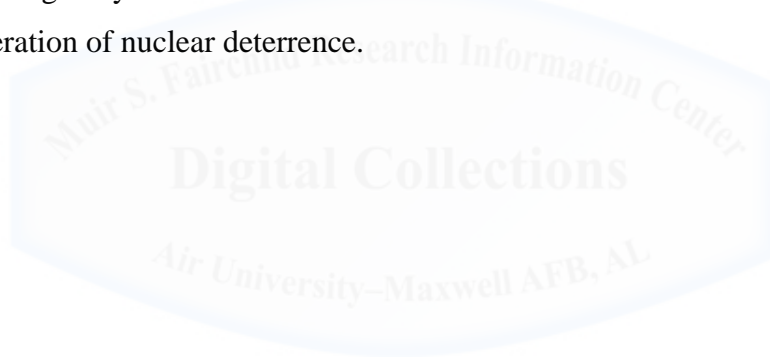 eration of nuclear deterrence.
Muir S. Fairchild Research Information Center
Digital Collections
Air University–Maxwell AFB, AL